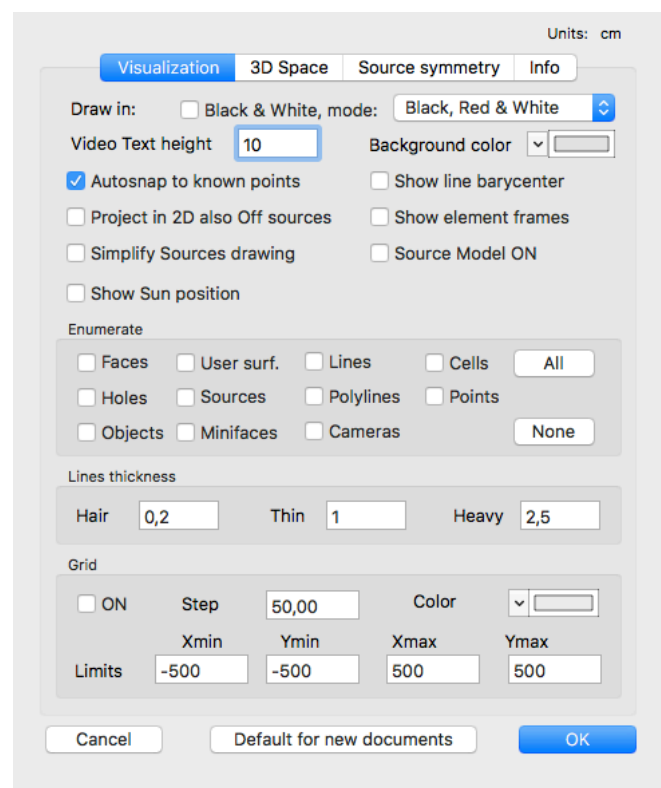 Units: cm
Visualization 3D Space Source symmetry Info
Draw in: Black & White, mode: Black, Red & White
Video Text height 10 Background color
Autosnap to known points Show line barycenter
Project in 2D also Off sources Show element frames
Simplify Sources drawing Source Model ON
Show Sun position
Enumerate
Faces User surf. Lines Cells All
Holes Sources Polylines Points
Objects Minifaces Cameras None
Lines thickness
Hair 0,2 Thin 1 Heavy 2,5
Grid
ON Step 50,00 Color
Xmin Ymin Xmax Ymax
Limits -500 -500 500 500
Cancel Default for new documents OK